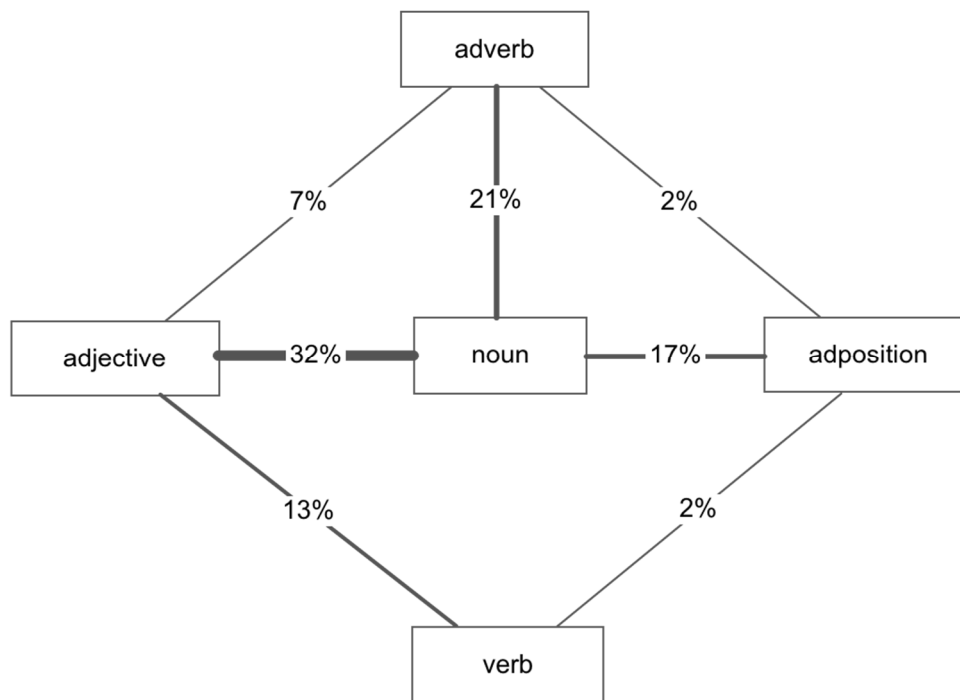 adverb
7%
21%
2%
adjective
32%
noun
17%
adposition
13%
2%
verb